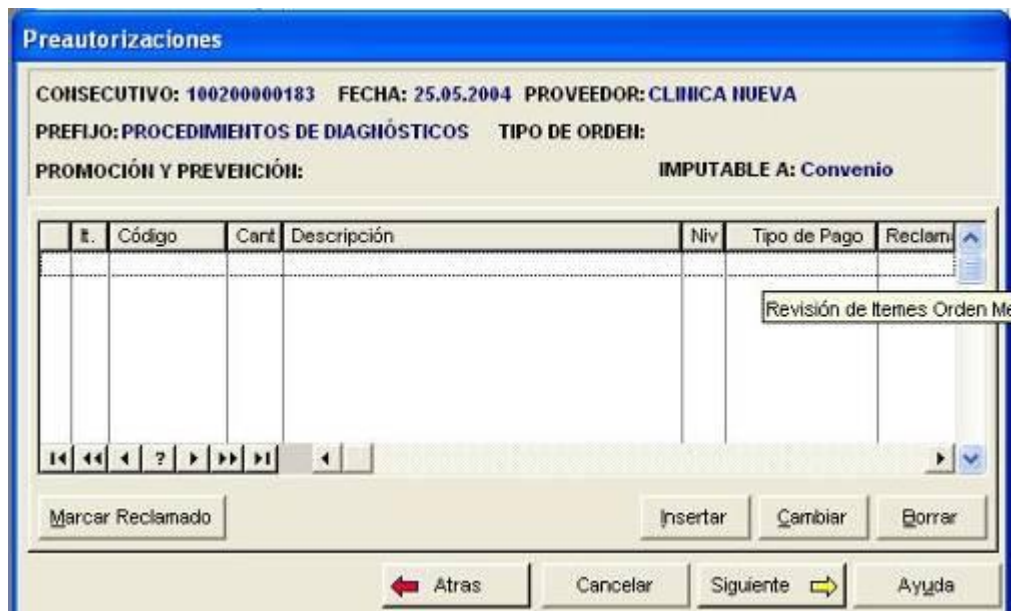 Preautorizaciones
CONSECUTIVO: 100200000183 FECHA: 25.05.2004 PROVEEDOR: CLINICA NUEVA
PREFIJO: PROCEDIMIENTOS DE DIAGNÓSTICOS TIPO DE ORDEN:
PROMOCIÓN Y PREVENCIÓN: IMPUTABLE A: Convenio
It. Código Cant Descripción Niv Tipo de Pago Reclam
Revisión de Itemes Orden Me
?
Marcar Reclamado Insertar Cambiar Borrar
Atras Cancelar Siguiente Ayuda